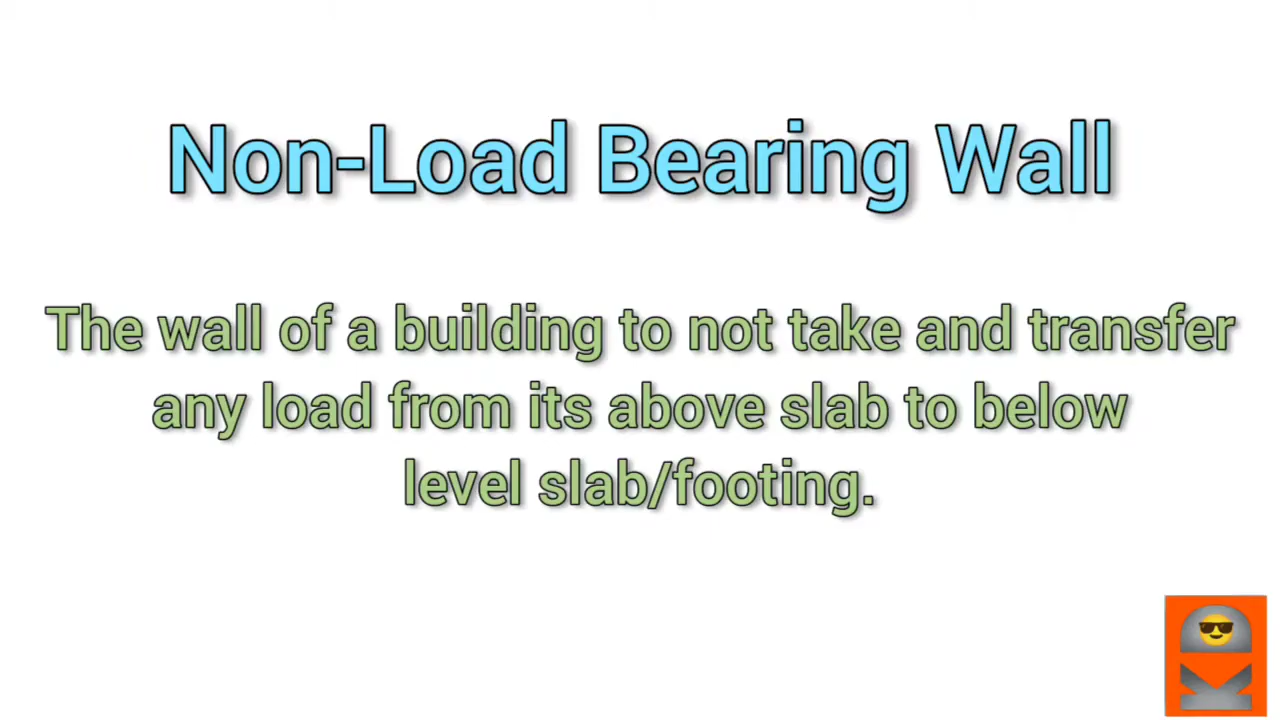 Non-Load Bearing Wall
The wall of a building to not take and transfer
any load from its above slab to below
level slab/footing.